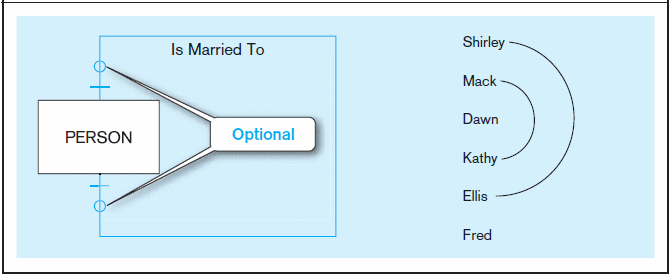 Is Married To
PERSON
Optional
Shirley
Mack
Dawn
Kathy
Ellis
Fred